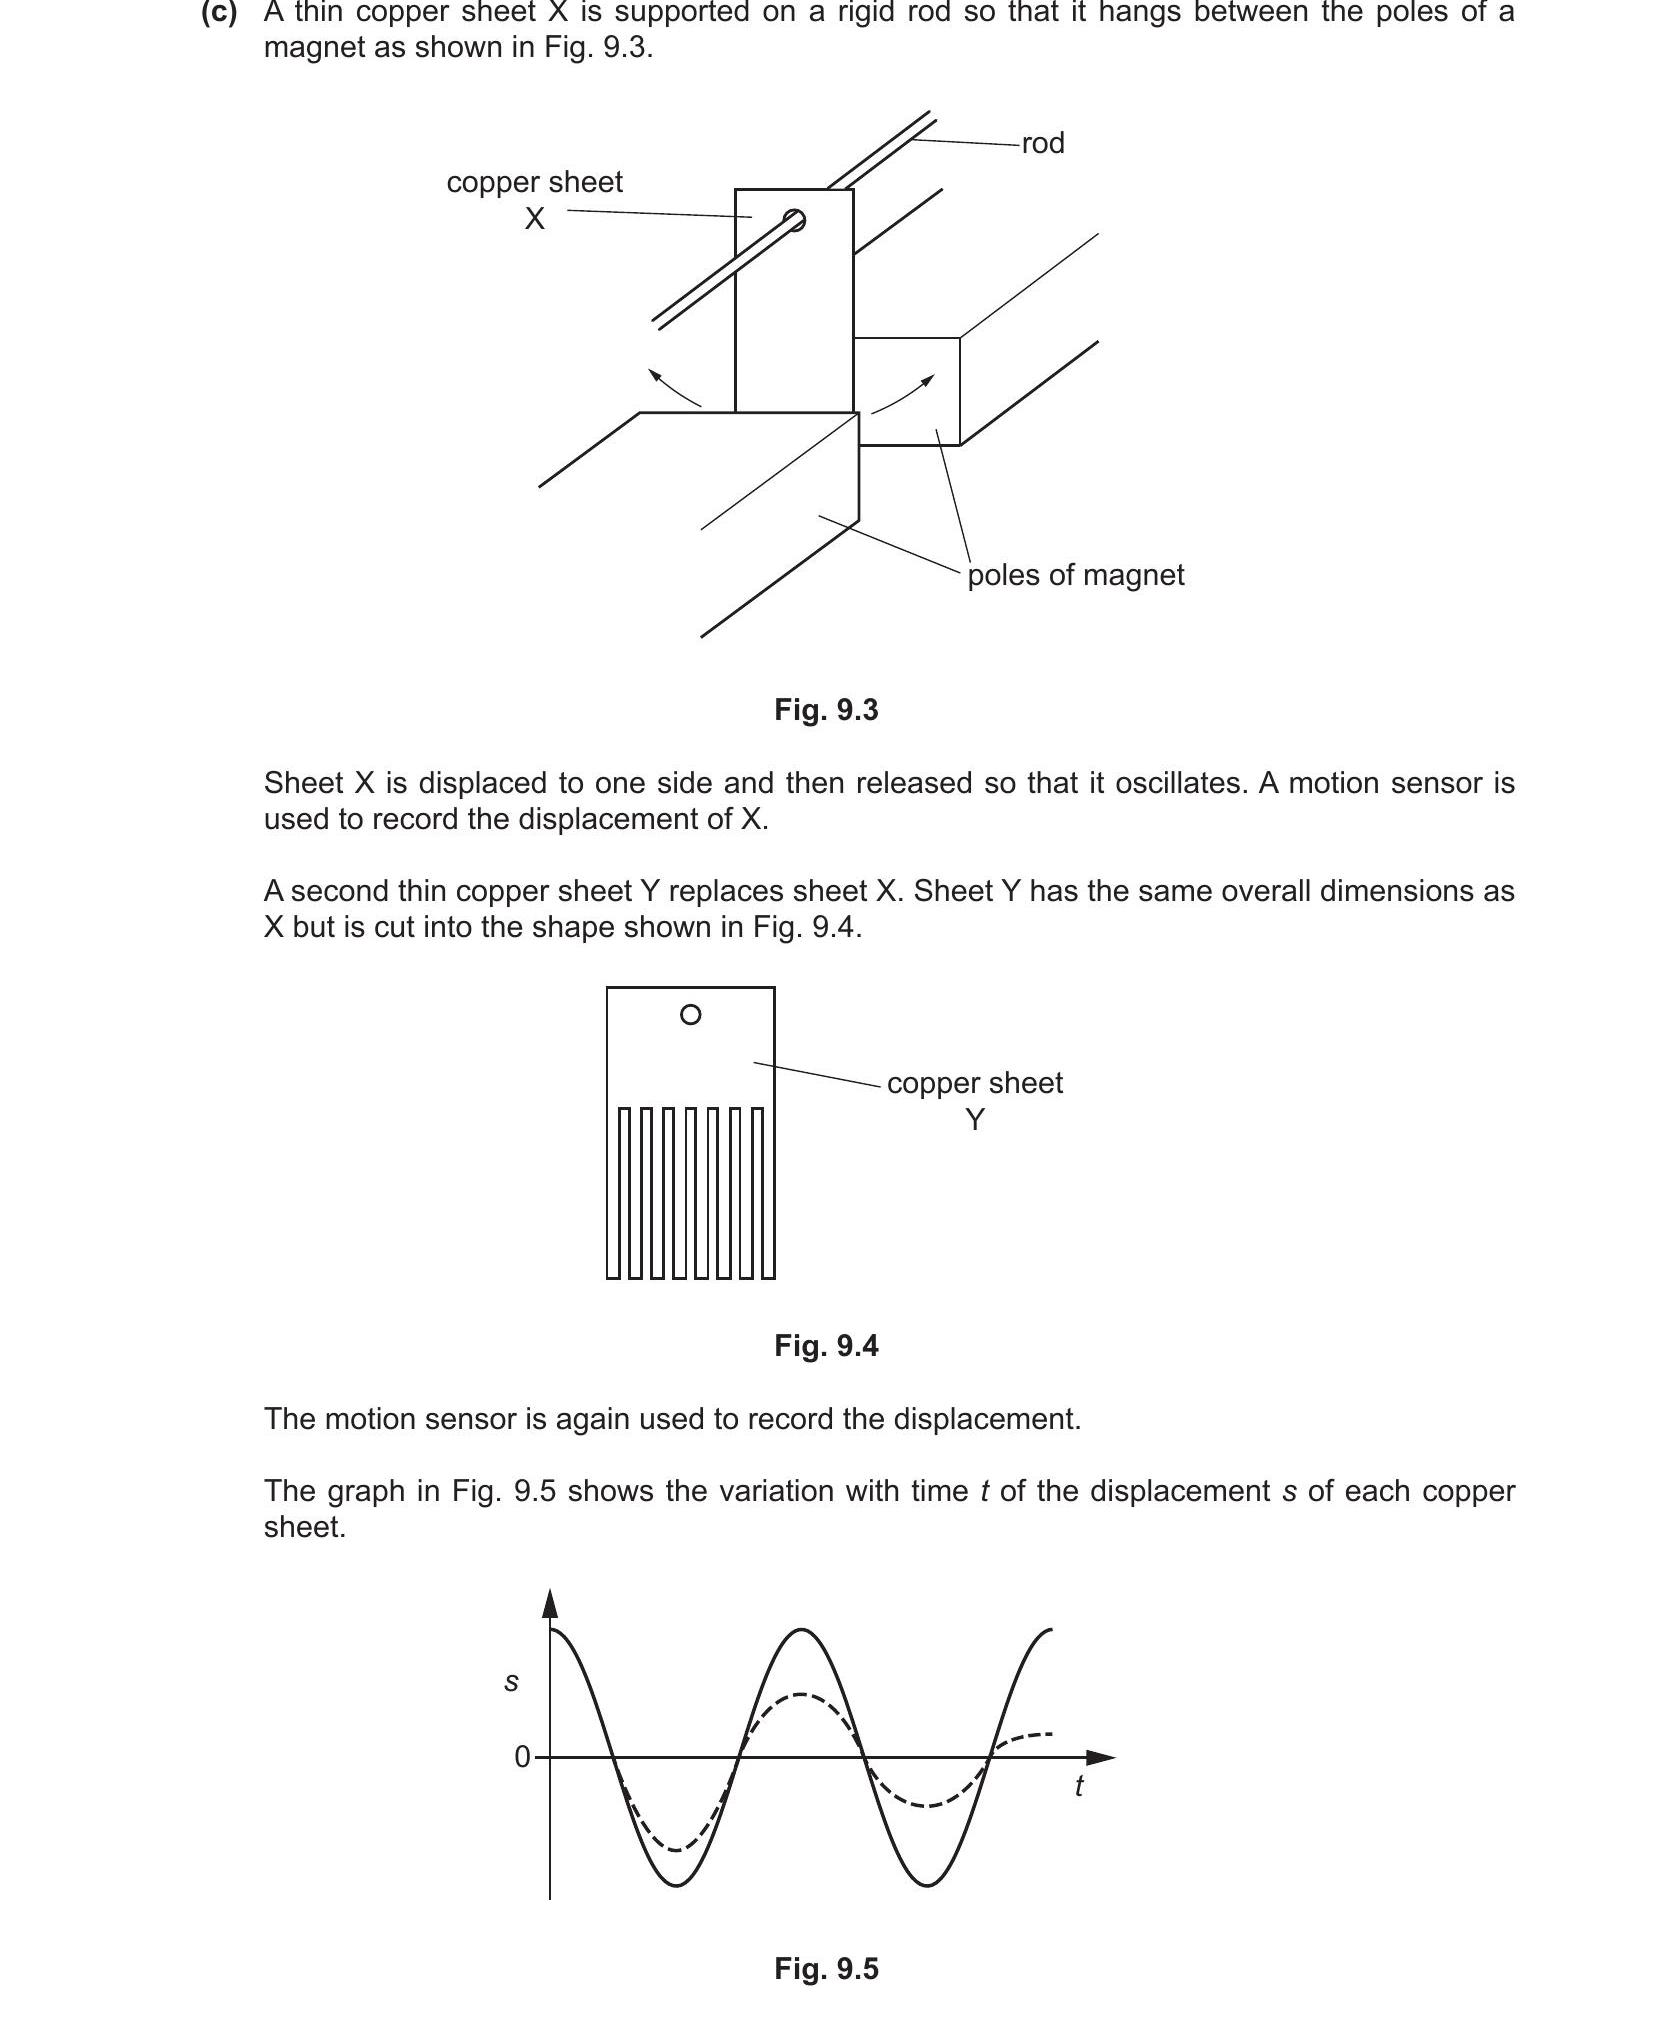 (c) A thin copper sheet X is supported on a rigid rod so that it hangs between the poles of a
magnet as shown in Fig. 9.3.
rod
copper sheet
X
poles of magnet
Fig. 9.3
Sheet X is displaced to one side and then released so that it oscillates. A motion sensor is
used to record the displacement of X.
A second thin copper sheet Y replaces sheet X. Sheet Y has the same overall dimensions as
X but is cut into the shape shown in Fig. 9.4.
copper sheet
Y
Fig. 9.4
The motion sensor is again used to record the displacement.
The graph in Fig. 9.5 shows the variation with time t of the displacement s of each copper
sheet.
s
0
t
Fig. 9.5